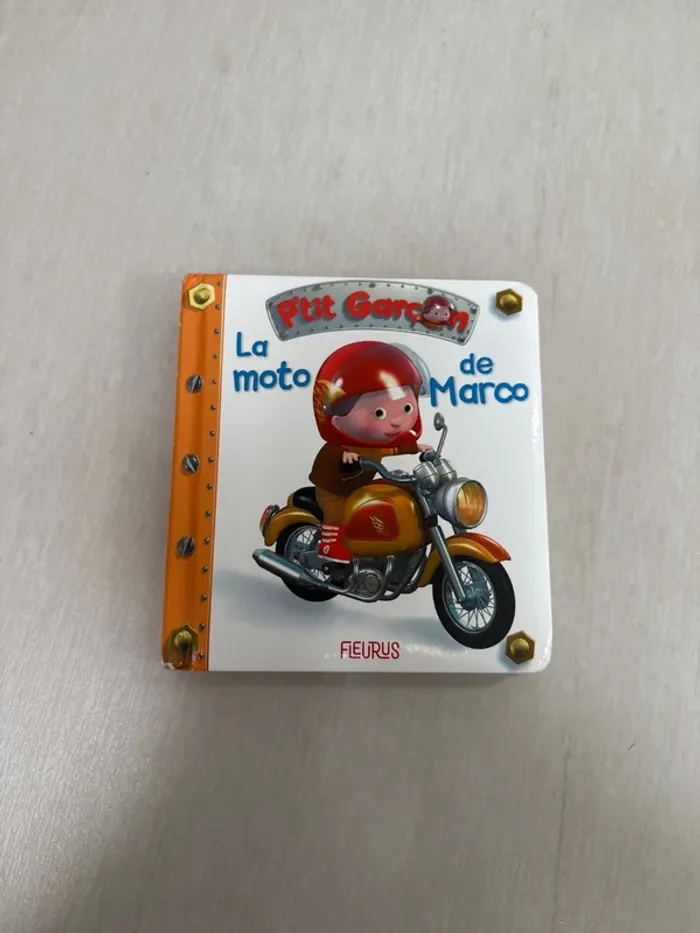 P'tit Garçon
La
moto
de
Marco
FLEURUS